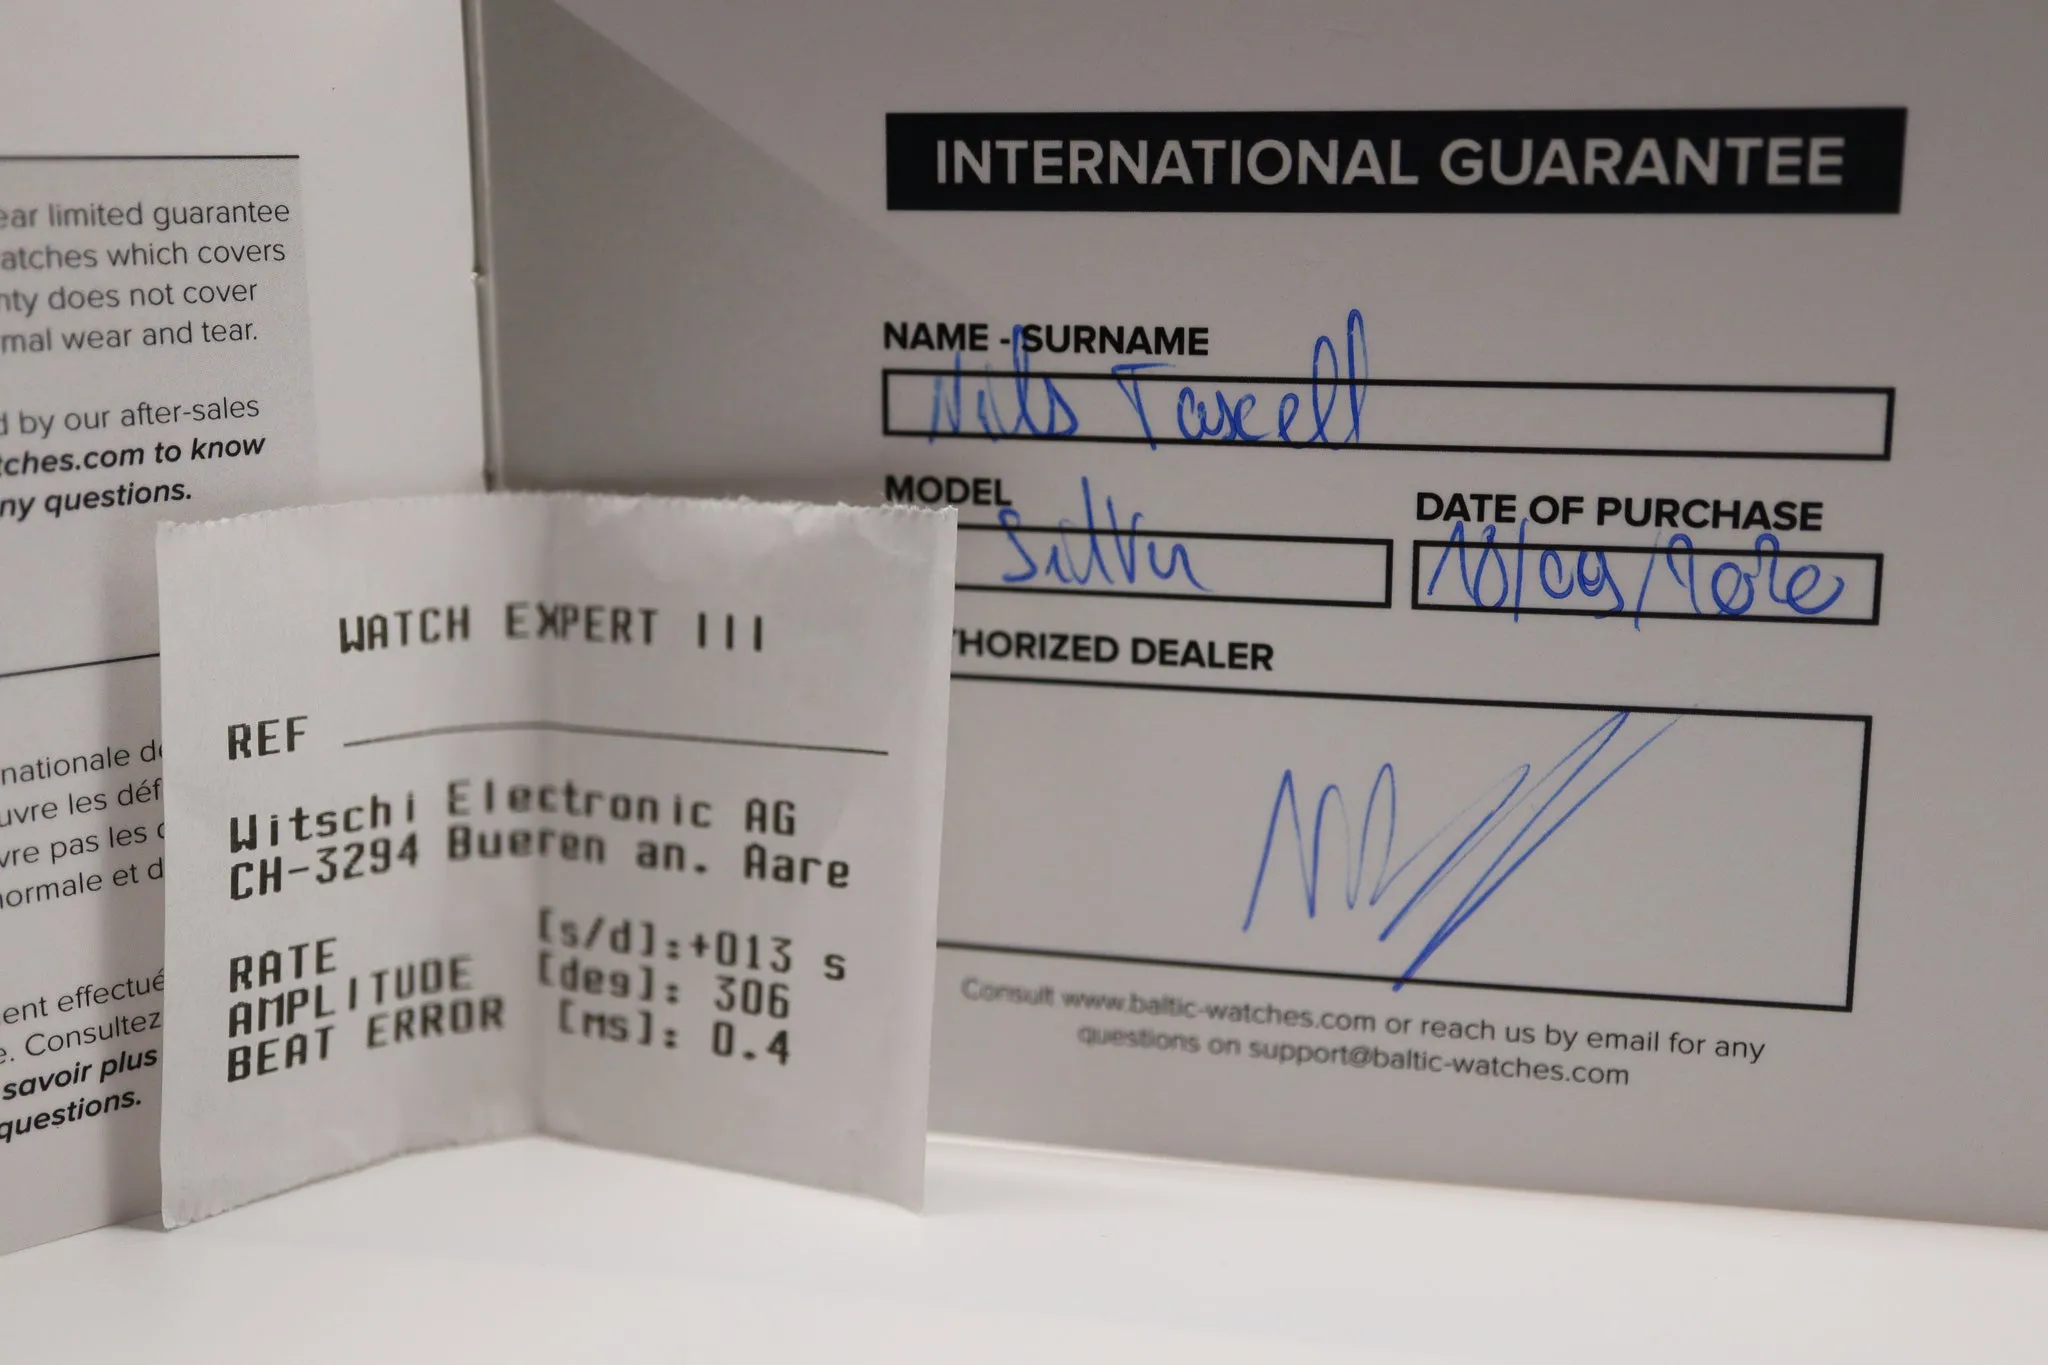 ear limited guarantee
atches which covers
nty does not cover
mal wear and tear.
d by our after-sales
tches.com to know
ny questions.
nationale de
uvre les déf
vre pas les
normale et d
ent effectué
e. Consultez
savoir plus
questions.
WATCH EXPERT III
REF
Witschi Electronic AG
CH-3294 Bueren an. Aare
RATE [s/d]:+013 s
AMPLITUDE [deg]: 306
BEAT ERROR [ms]: 0.4
INTERNATIONAL GUARANTEE
NAME - SURNAME
Nils
MODEL
DATE OF PURCHASE
THORIZED DEALER
Consult www.baltic-watches.com or reach us by email for any
questions on support@baltic-watches.com